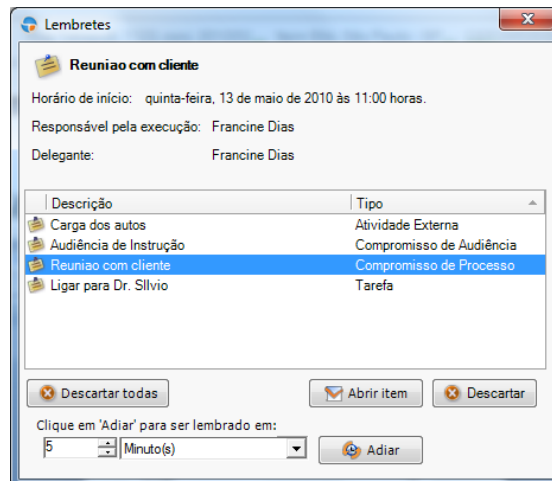 Lembretes
Reuniao com cliente
Horário de início: quinta-feira, 13 de maio de 2010 às 11:00 horas.
Responsável pela execução: Francine Dias
Delegante: Francine Dias
Descrição Tipo
Carga dos autos Atividade Externa
Audiência de Instrução Compromisso de Audiência
Reuniao com cliente Compromisso de Processo
Ligar para Dr. SIlvio Tarefa
Descartar todas Abrir item Descartar
Clique em 'Adiar' para ser lembrado em:
5 Minuto(s) Adiar